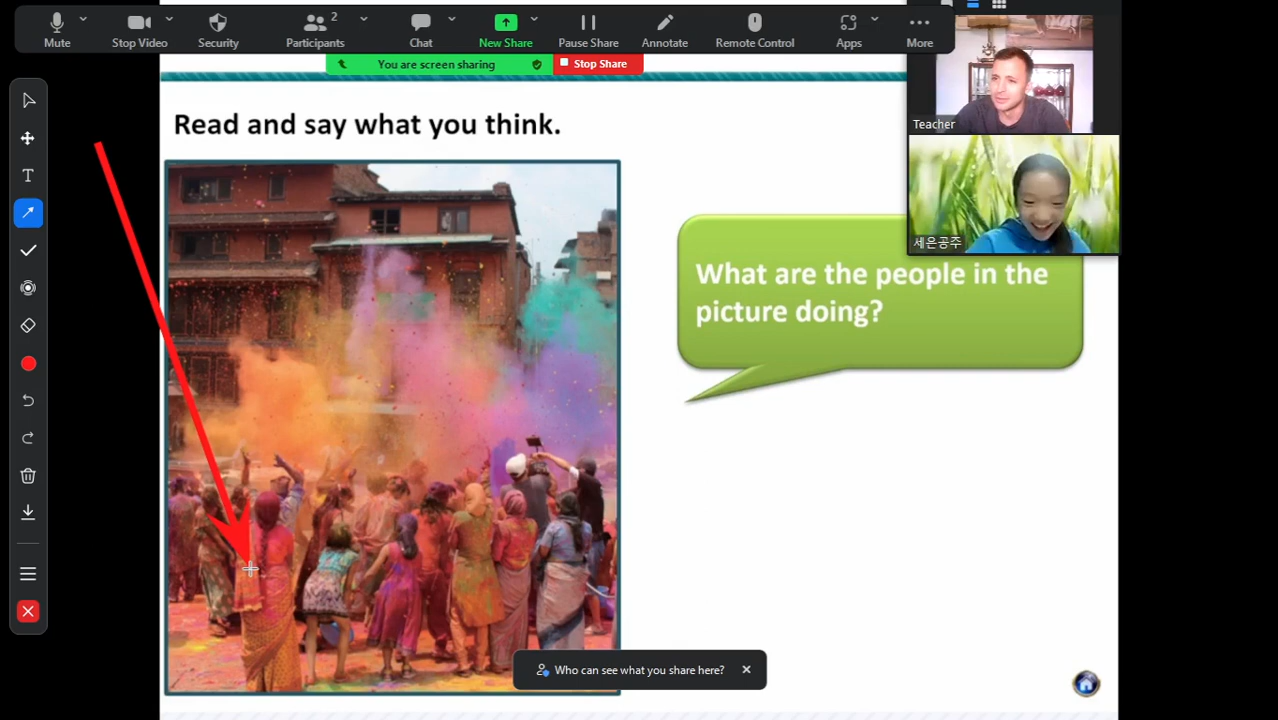 2
Mute
Stop Video
Security
Participants
Chat
New Share
Pause Share
Annotate
Remote Control
Apps
More
You are screen sharing
Stop Share
Teacher
Read and say what you think.
세은공주
T
What are the people in the
picture doing?
Who can see what you share here?